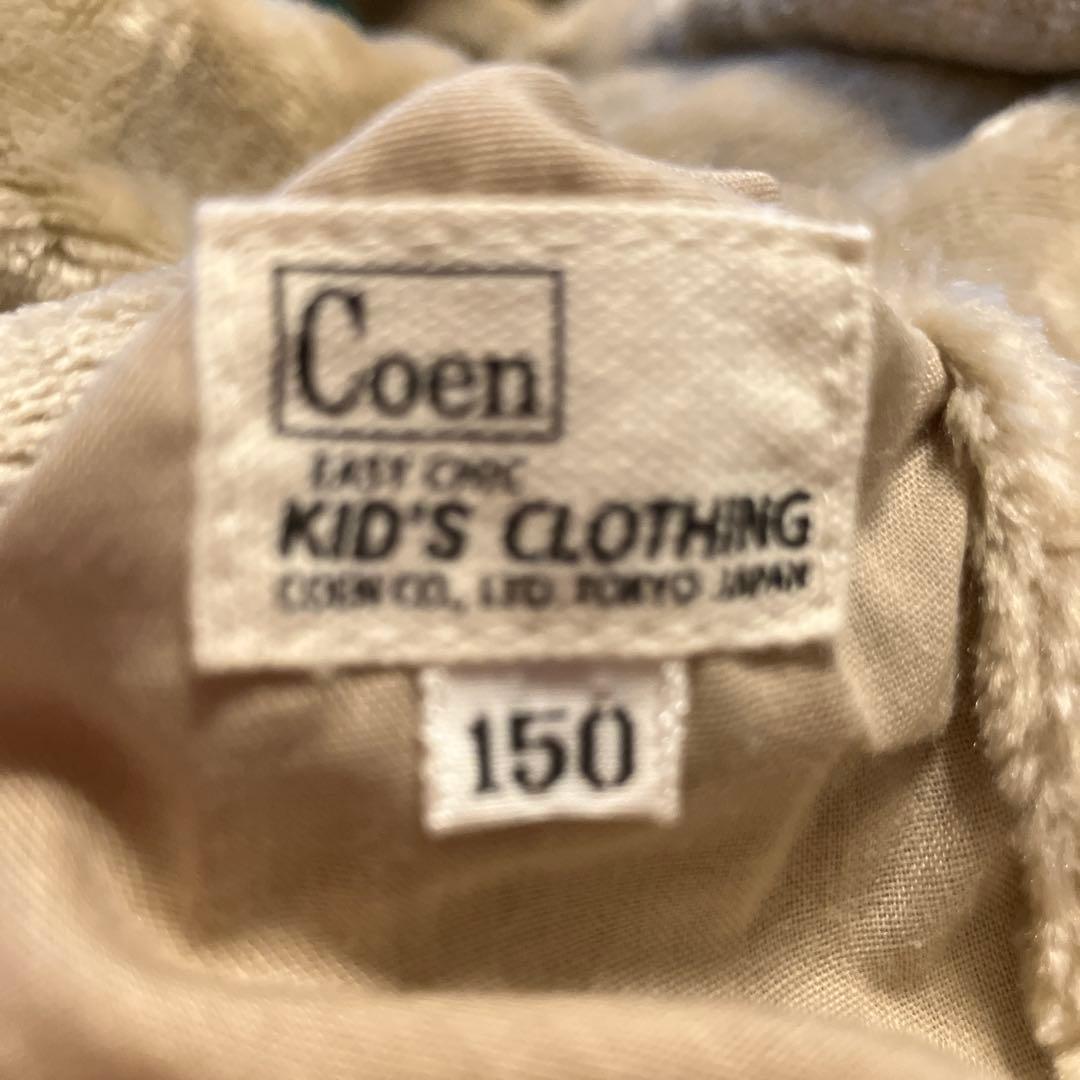 Coen
EASY CHIC
KID'S CLOTHING
COEN CO., LTD. TOKYO JAPAN
150